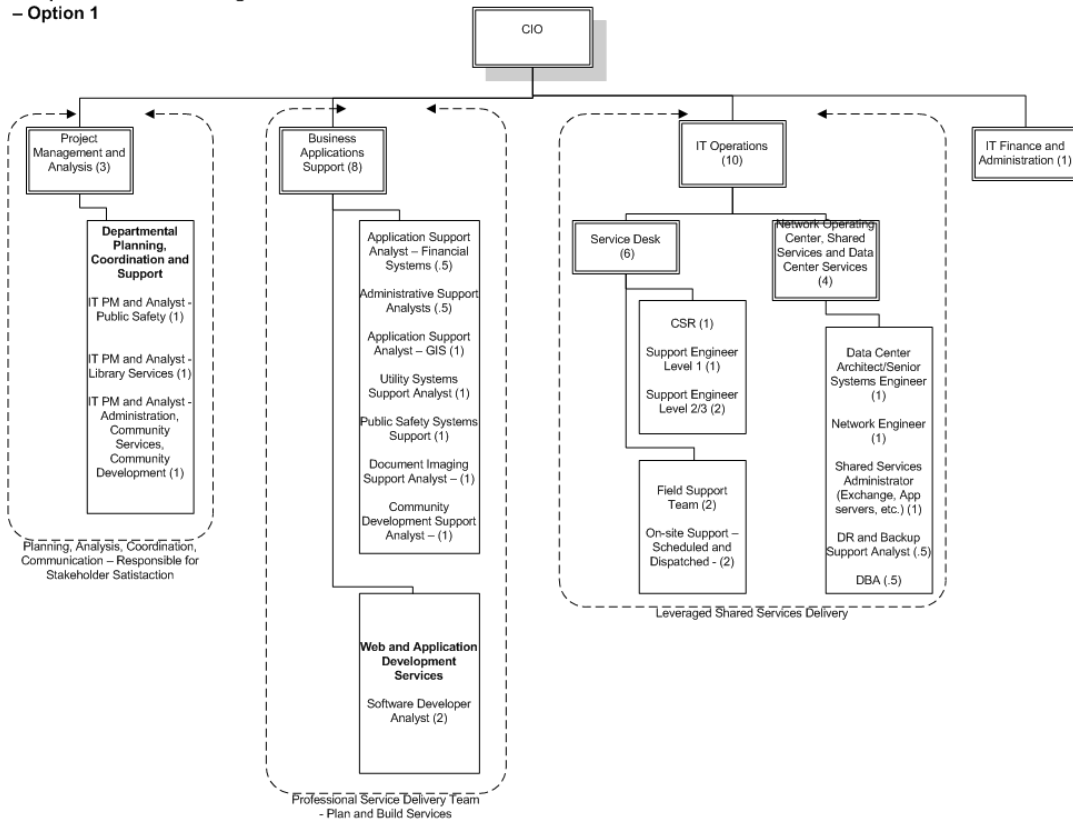 – Option 1
CIO
Project
Management and
Analysis (3)
Business
Applications
Support (8)
IT Operations
(10)
IT Finance and
Administration (1)
Departmental
Planning,
Coordination and
Support
IT PM and Analyst -
Public Safety (1)
IT PM and Analyst -
Library Services (1)
IT PM and Analyst -
Administration,
Community
Services,
Community
Development (1)
Planning, Analysis, Coordination,
Communication – Responsible for
Stakeholder Satistaction
Application Support
Analyst – Financial
Systems (.5)
Administrative Support
Analysts (.5)
Application Support
Analyst – GIS (1)
Utility Systems
Support Analyst (1)
Public Safety Systems
Support (1)
Document Imaging
Support Analyst – (1)
Community
Development Support
Analyst – (1)
Web and Application
Development
Services
Software Developer
Analyst (2)
Professional Service Delivery Team
- Plan and Build Services
Service Desk
(6)
CSR (1)
Support Engineer
Level 1 (1)
Support Engineer
Level 2/3 (2)
Field Support
Team (2)
On-site Support –
Scheduled and
Dispatched - (2)
Network Operating
Center, Shared
Services and Data
Center Services
(4)
Data Center
Architect/Senior
Systems Engineer
(1)
Network Engineer
(1)
Shared Services
Administrator
(Exchange, App
servers, etc.) (1)
DR and Backup
Support Analyst (.5)
DBA (.5)
Leveraged Shared Services Delivery